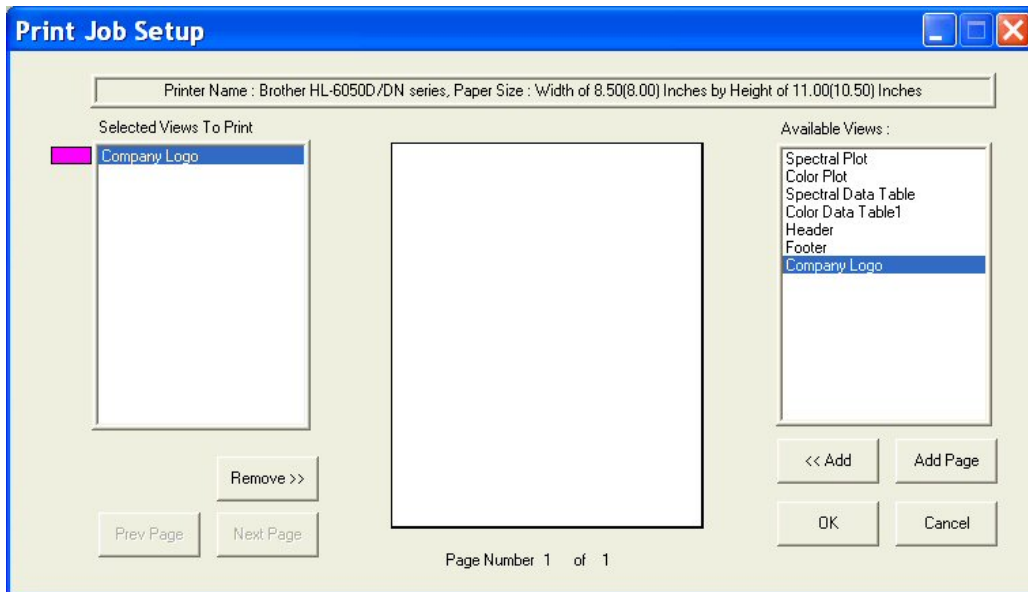 Print Job Setup
Printer Name : Brother HL-6050D/DN series, Paper Size : Width of 8.50(8.00) Inches by Height of 11.00(10.50) Inches
Selected Views To Print
Company Logo
Available Views :
Spectral Plot
Color Plot
Spectral Data Table
Color Data Table1
Header
Footer
Company Logo
Remove >>
Prev Page
Next Page
<< Add
Add Page
OK
Cancel
Page Number 1 of 1